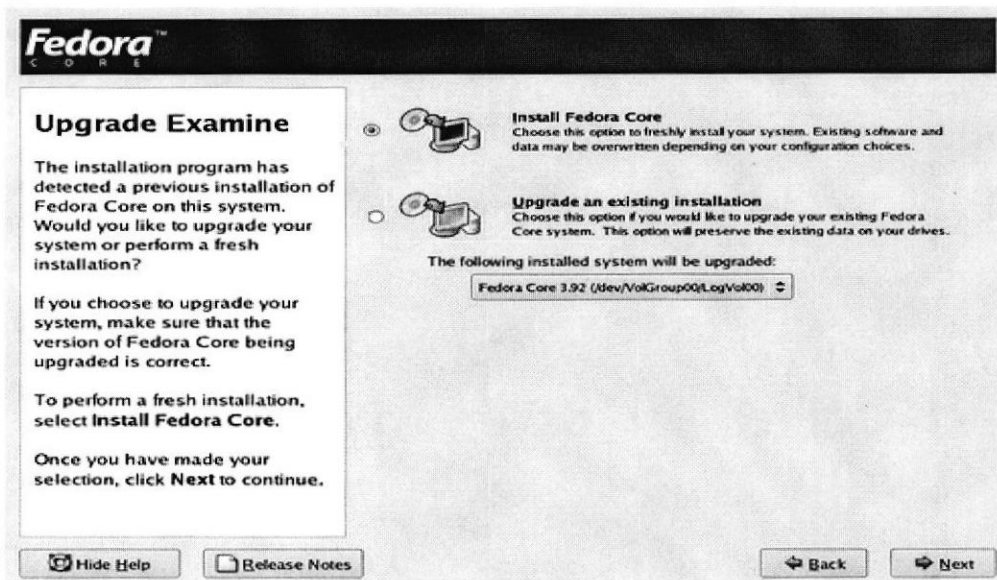 Fedora™
CORE
Upgrade Examine
The installation program has
detected a previous installation of
Fedora Core on this system.
Would you like to upgrade your
system or perform a fresh
installation?
If you choose to upgrade your
system, make sure that the
version of Fedora Core being
upgraded is correct.
To perform a fresh installation,
select Install Fedora Core.
Once you have made your
selection, click Next to continue.
Install Fedora Core
Choose this option to freshly install your system. Existing software and
data may be overwritten depending on your configuration choices.
Upgrade an existing installation
Choose this option if you would like to upgrade your existing Fedora
Core system. This option will preserve the existing data on your drives.
The following installed system will be upgraded:
Fedora Core 3.92 (/dev/VolGroup00/LogVol00)
Hide Help
Release Notes
Back
Next